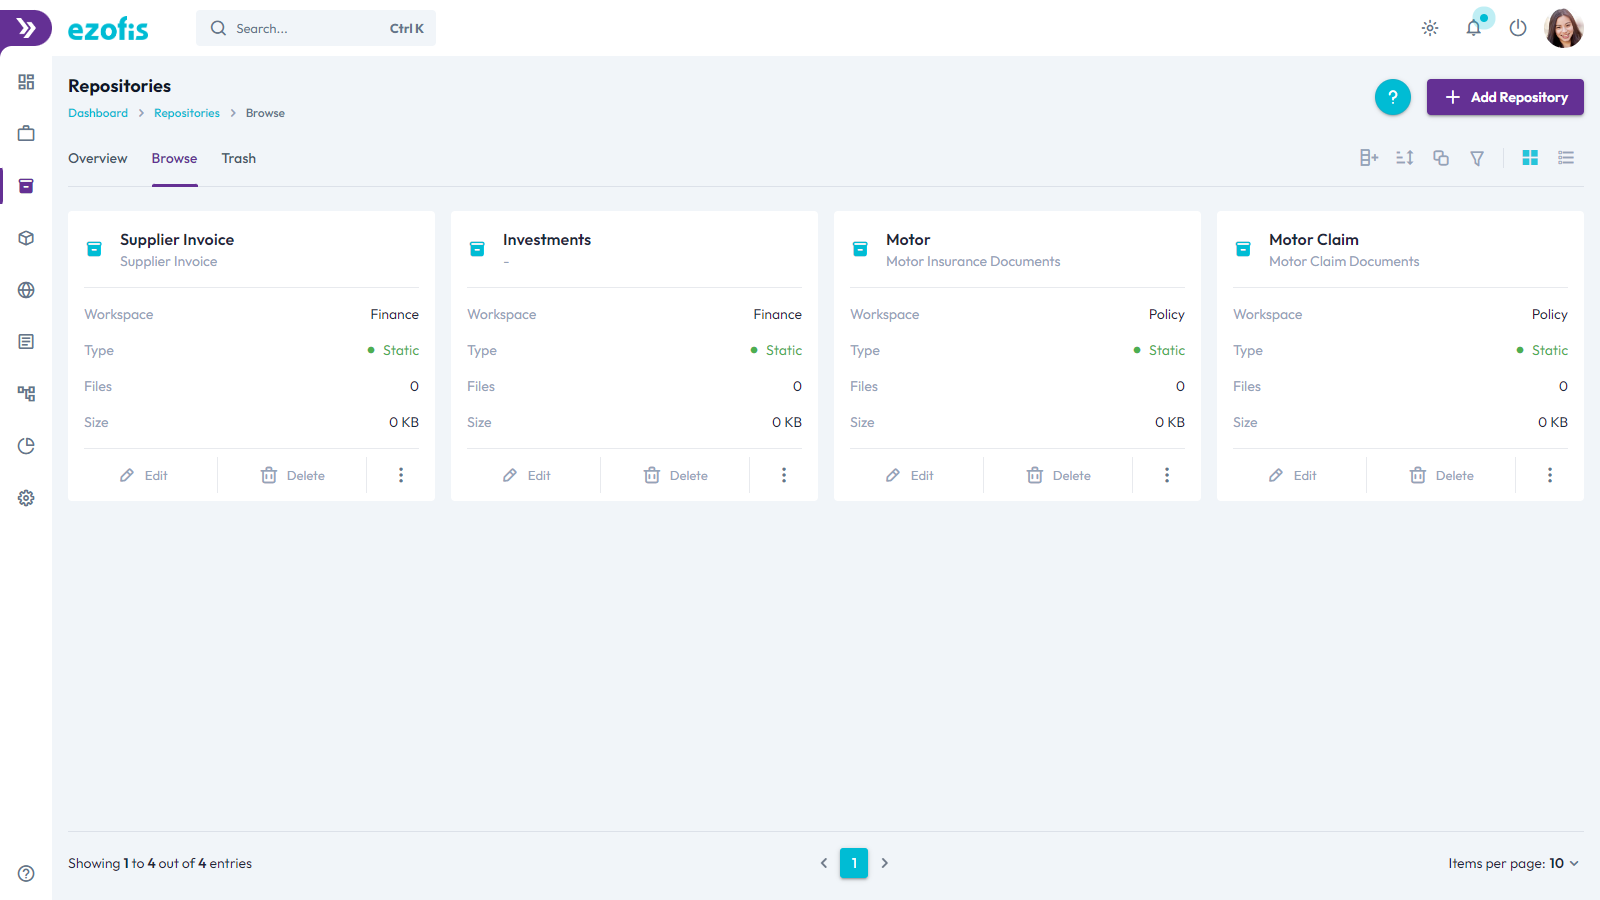 ezofis
Search... Ctrl K
Repositories
Dashboard Repositories Browse
? Add Repository
Overview Browse Trash
Supplier Invoice
Supplier Invoice
Workspace Finance
Type Static
Files 0
Size 0 KB
Edit Delete
Investments
-
Workspace Finance
Type Static
Files 0
Size 0 KB
Edit Delete
Motor
Motor Insurance Documents
Workspace Policy
Type Static
Files 0
Size 0 KB
Edit Delete
Motor Claim
Motor Claim Documents
Workspace Policy
Type Static
Files 0
Size 0 KB
Edit Delete
Showing 1 to 4 out of 4 entries
1
Items per page: 10